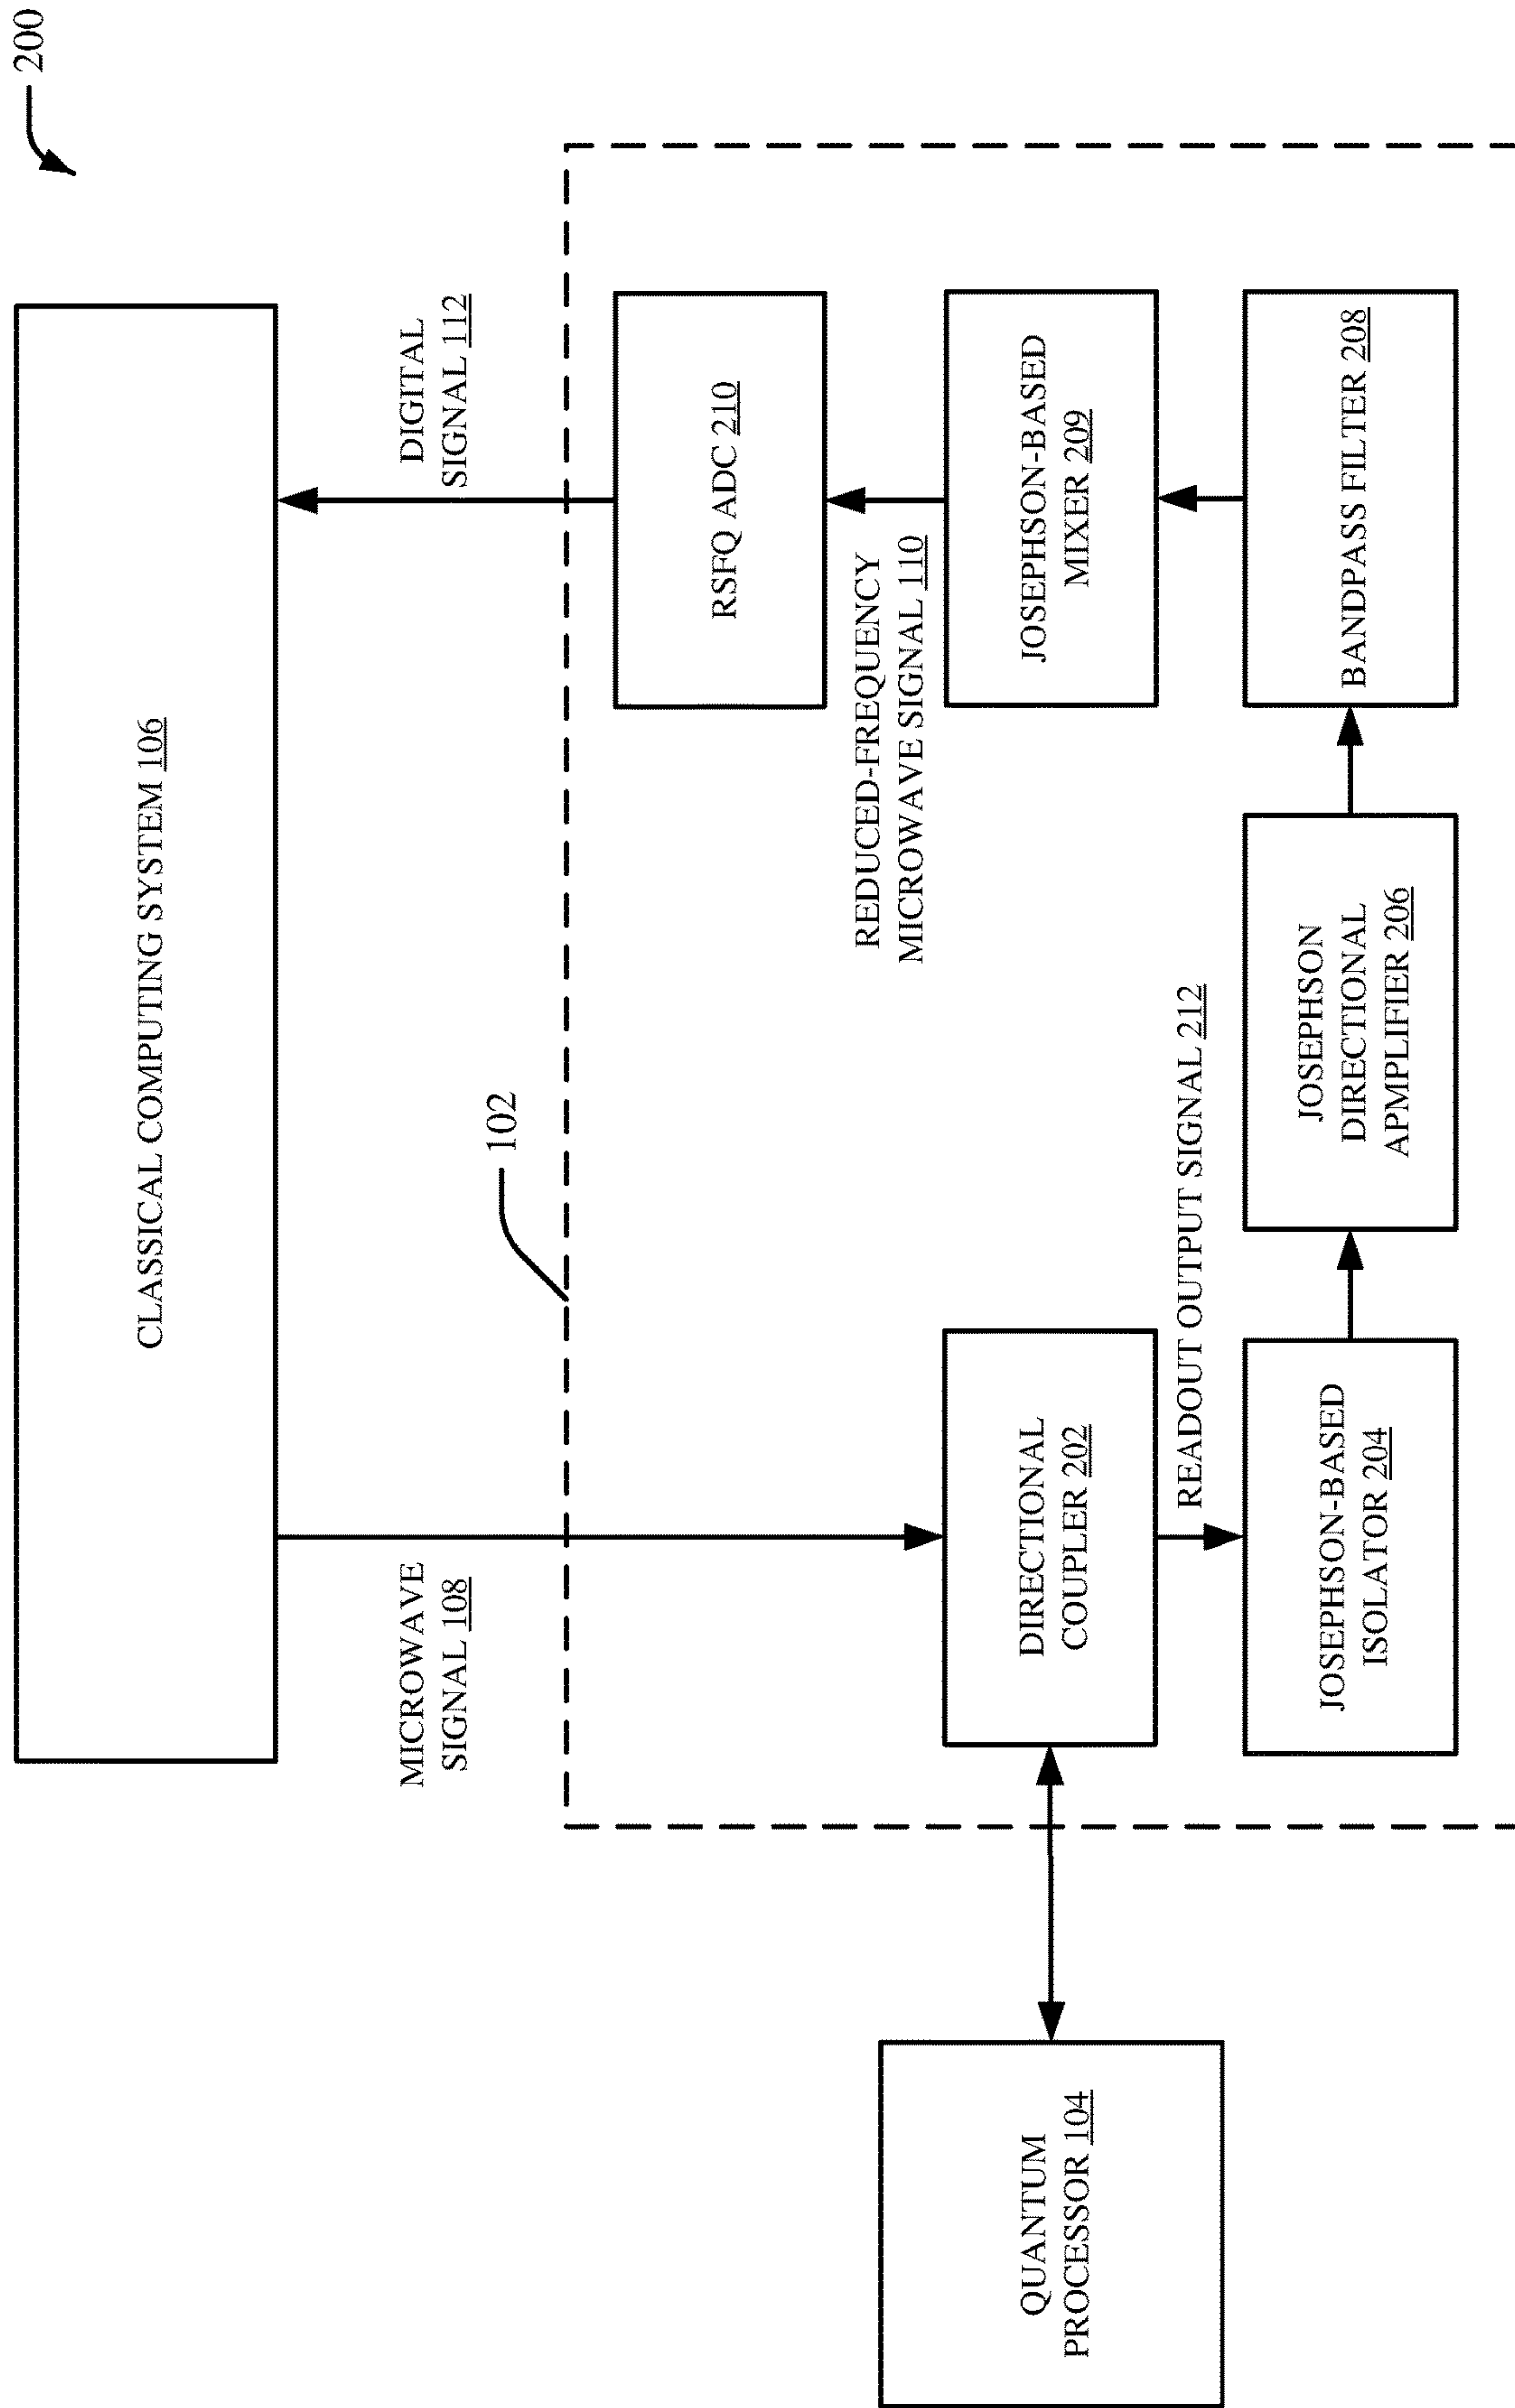 200
CLASSICAL COMPUTING SYSTEM 106
MICROWAVE
SIGNAL 108
DIGITAL
SIGNAL 112
102
RSFQ ADC 210
REDUCED-FREQUENCY
MICROWAVE SIGNAL 110
QUANTUM
PROCESSOR 104
DIRECTIONAL
COUPLER 202
JOSEPHSON-BASED
MIXER 209
READOUT OUTPUT SIGNAL 212
JOSEPHSON-BASED
ISOLATOR 204
JOSEPHSON
DIRECTIONAL
APMPLIFIER 206
BANDPASS FILTER 208